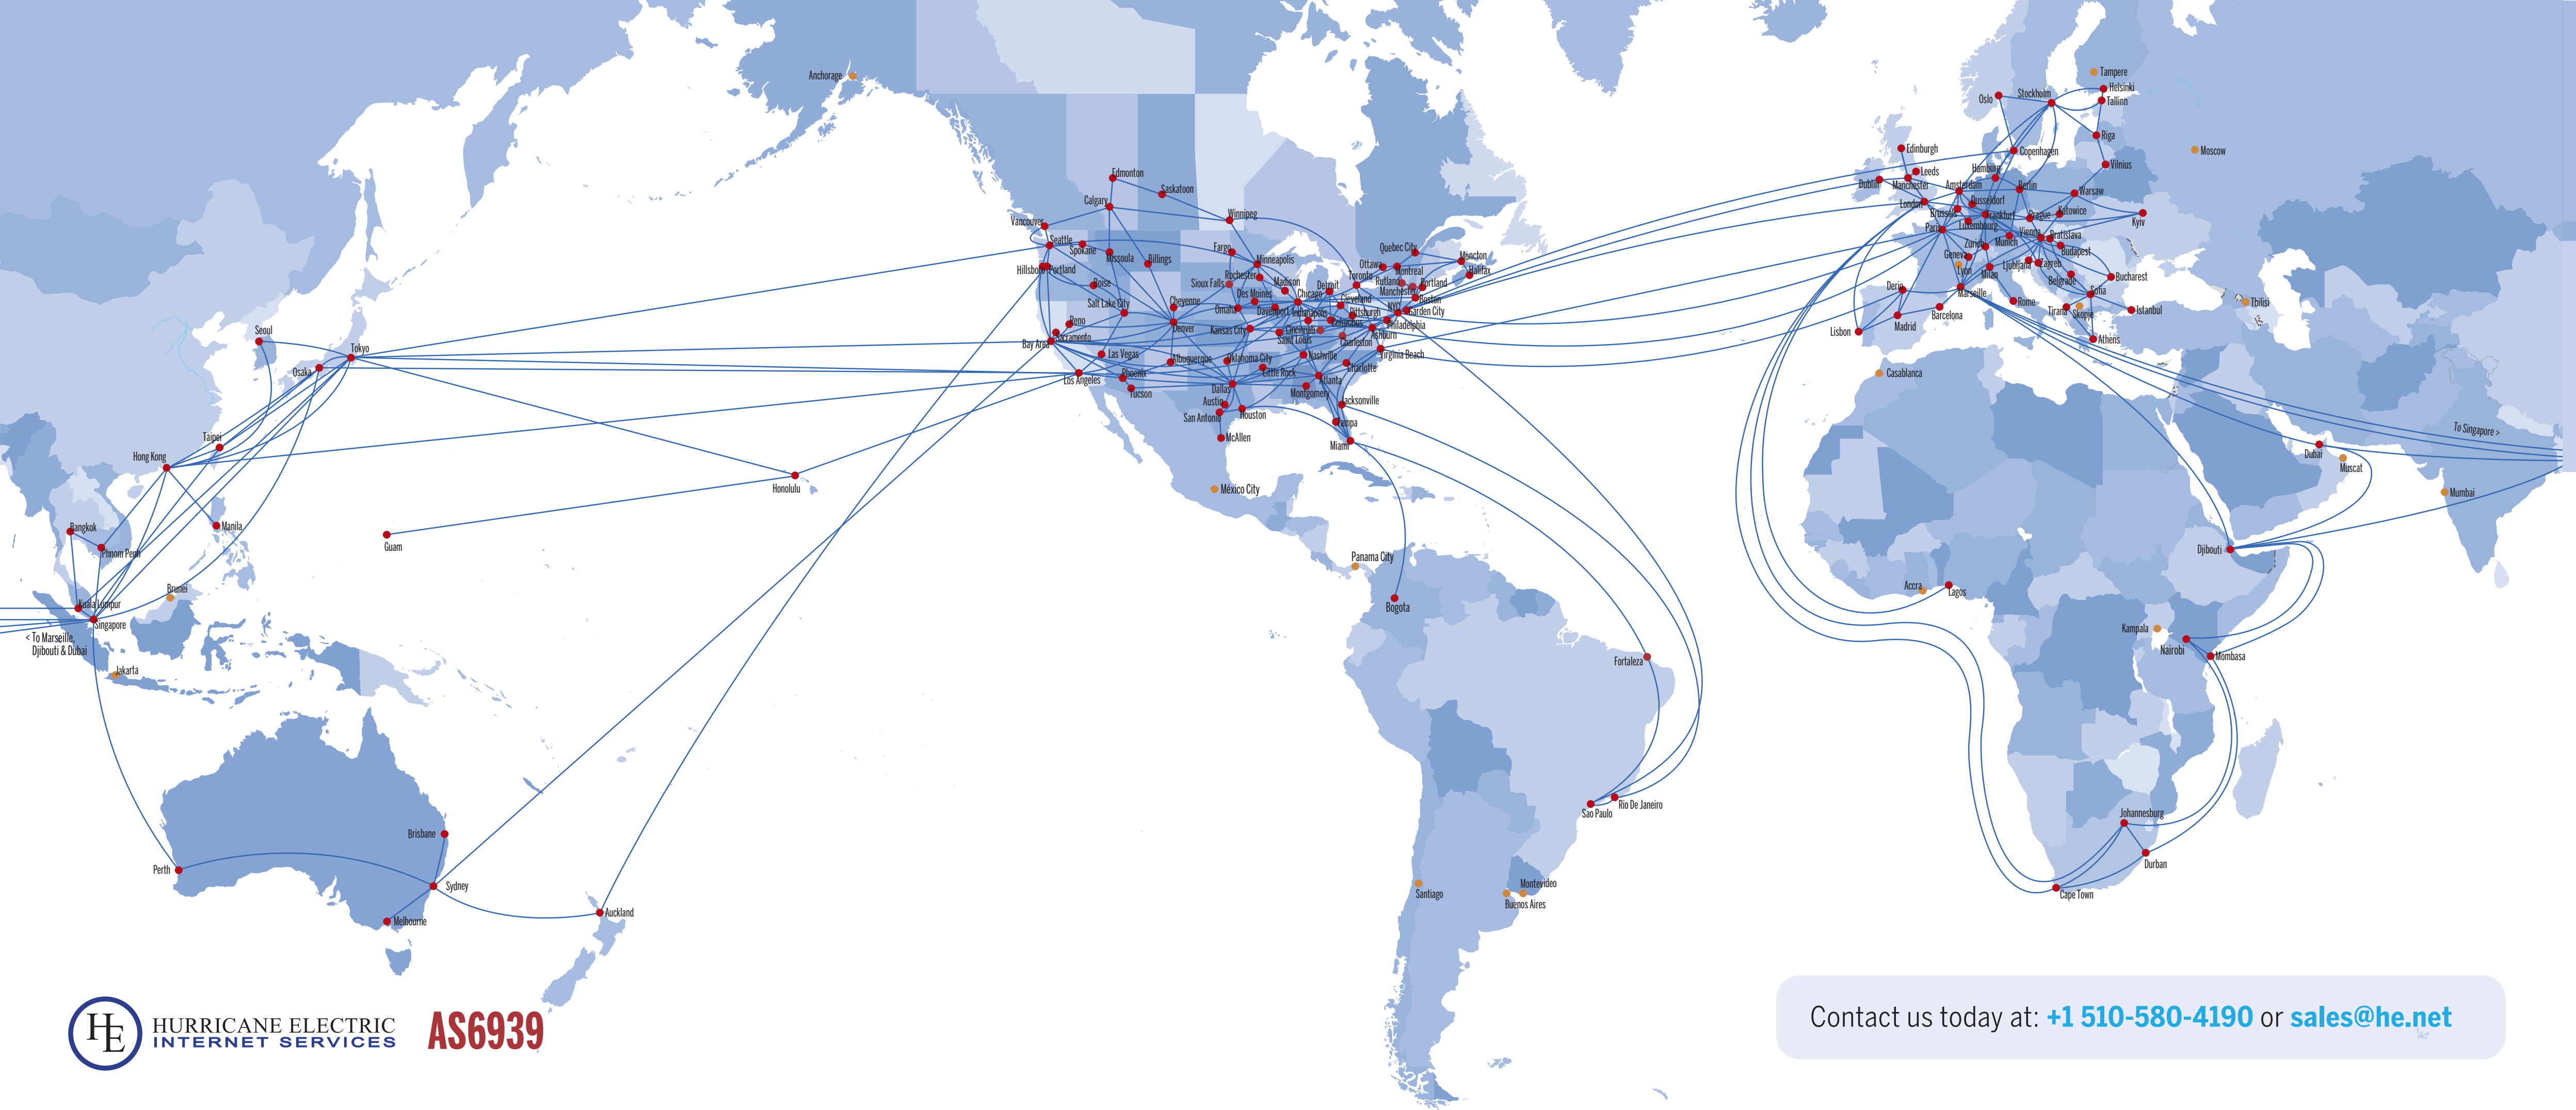 Anchorage
Seoul
Tokyo
Osaka
Taipei
Hong Kong
Bangkok
Phnom Penh
Manila
Guam
Honolulu
Brunei
Kuala Lumpur
Singapore
< To Marseille,
Djibouti & Dubai
Jakarta
Brisbane
Perth
Sydney
Melbourne
Auckland
Edmonton
Saskatoon
Calgary
Winnipeg
Vancouver
Seattle
Spokane
Missoula
Billings
Hillsboro
Portland
Boise
Salt Lake City
Cheyenne
Denver
Reno
Sacramento
Bay Area
Las Vegas
Los Angeles
Phoenix
Tucson
Albuquerque
Fargo
Minneapolis
Rochester
Sioux Falls
Madison
Des Moines
Omaha
Davenport
Chicago
Detroit
Kansas City
Indianapolis
Cincinnati
Saint Louis
Columbus
Cleveland
Pittsburgh
Charleston
Ashburn
Philadelphia
NYC
Garden City
Boston
Manchester
Portland
Rutland
Toronto
Ottawa
Montreal
Quebec City
Moncton
Halifax
Virginia Beach
Oklahoma City
Little Rock
Nashville
Charlotte
Atlanta
Montgomery
Dallas
Austin
San Antonio
Houston
McAllen
Jacksonville
Tampa
Miami
México City
Panama City
Bogota
Fortaleza
Rio De Janeiro
Sao Paulo
Santiago
Montevideo
Buenos Aires
Tampere
Helsinki
Tallinn
Stockholm
Oslo
Riga
Moscow
Vilnius
Copenhagen
Edinburgh
Leeds
Dublin
Manchester
London
Hamburg
Amsterdam
Berlin
Warsaw
Dusseldorf
Brussels
Frankfurt
Prague
Katowice
Kyiv
Luxembourg
Paris
Vienna
Bratislava
Munich
Zurich
Budapest
Geneva
Lyon
Milan
Ljubljana
Zagreb
Belgrade
Bucharest
Sofia
Derio
Marseille
Rome
Tirana
Skopje
Istanbul
Tbilisi
Barcelona
Madrid
Lisbon
Athens
Casablanca
To Singapore >
Dubai
Muscat
Mumbai
Djibouti
Accra
Lagos
Kampala
Nairobi
Mombasa
Johannesburg
Durban
Cape Town
HE
HURRICANE ELECTRIC
INTERNET SERVICES
AS6939
Contact us today at: +1 510-580-4190 or sales@he.net